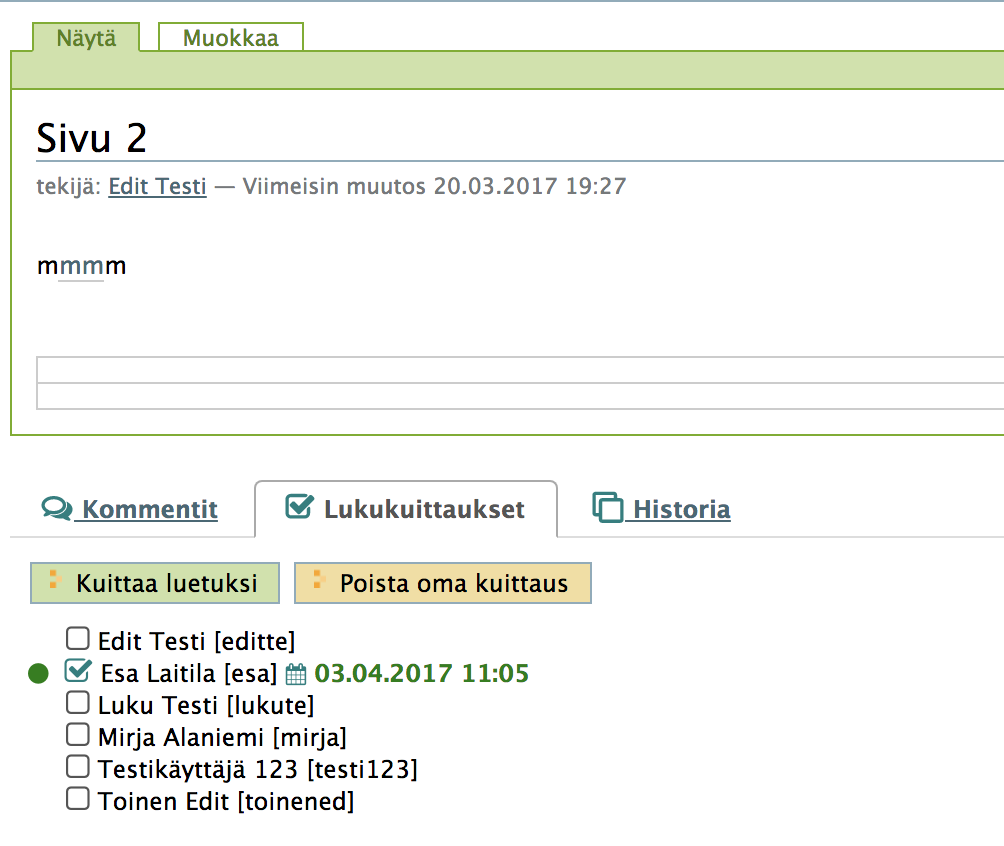 Näytä Muokkaa
Sivu 2
tekijä: Edit Testi — Viimeisin muutos 20.03.2017 19:27
mmmm
Kommentit Lukukuittaukset Historia
Kuittaa luetuksi Poista oma kuittaus
Edit Testi [editte]
Esa Laitila [esa] 03.04.2017 11:05
Luku Testi [lukute]
Mirja Alaniemi [mirja]
Testikäyttäjä 123 [testi123]
Toinen Edit [toinened]